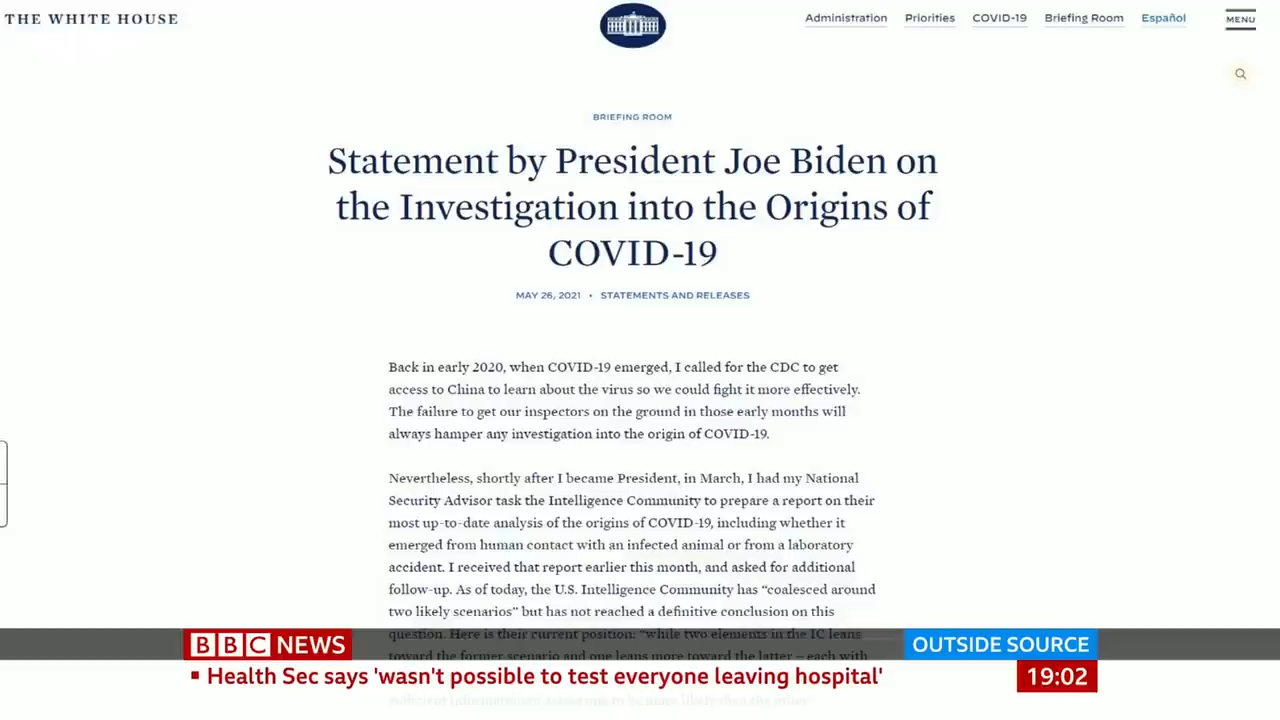 THE WHITE HOUSE
Administration Priorities COVID-19 Briefing Room Español MENU
BRIEFING ROOM
Statement by President Joe Biden on
the Investigation into the Origins of
COVID-19
MAY 26, 2021 • STATEMENTS AND RELEASES
Back in early 2020, when COVID-19 emerged, I called for the CDC to get
access to China to learn about the virus so we could fight it more effectively.
The failure to get our inspectors on the ground in those early months will
always hamper any investigation into the origin of COVID-19.
Nevertheless, shortly after I became President, in March, I had my National
Security Advisor task the Intelligence Community to prepare a report on their
most up-to-date analysis of the origins of COVID-19, including whether it
emerged from human contact with an infected animal or from a laboratory
accident. I received that report earlier this month, and asked for additional
follow-up. As of today, the U.S. Intelligence Community has “coalesced around
two likely scenarios” but has not reached a definitive conclusion on this
question. Here is their current position: “while two elements in the IC leans
toward the former scenario and one leans more toward the latter – each with
BBC NEWS
OUTSIDE SOURCE
Health Sec says 'wasn't possible to test everyone leaving hospital'
19:02